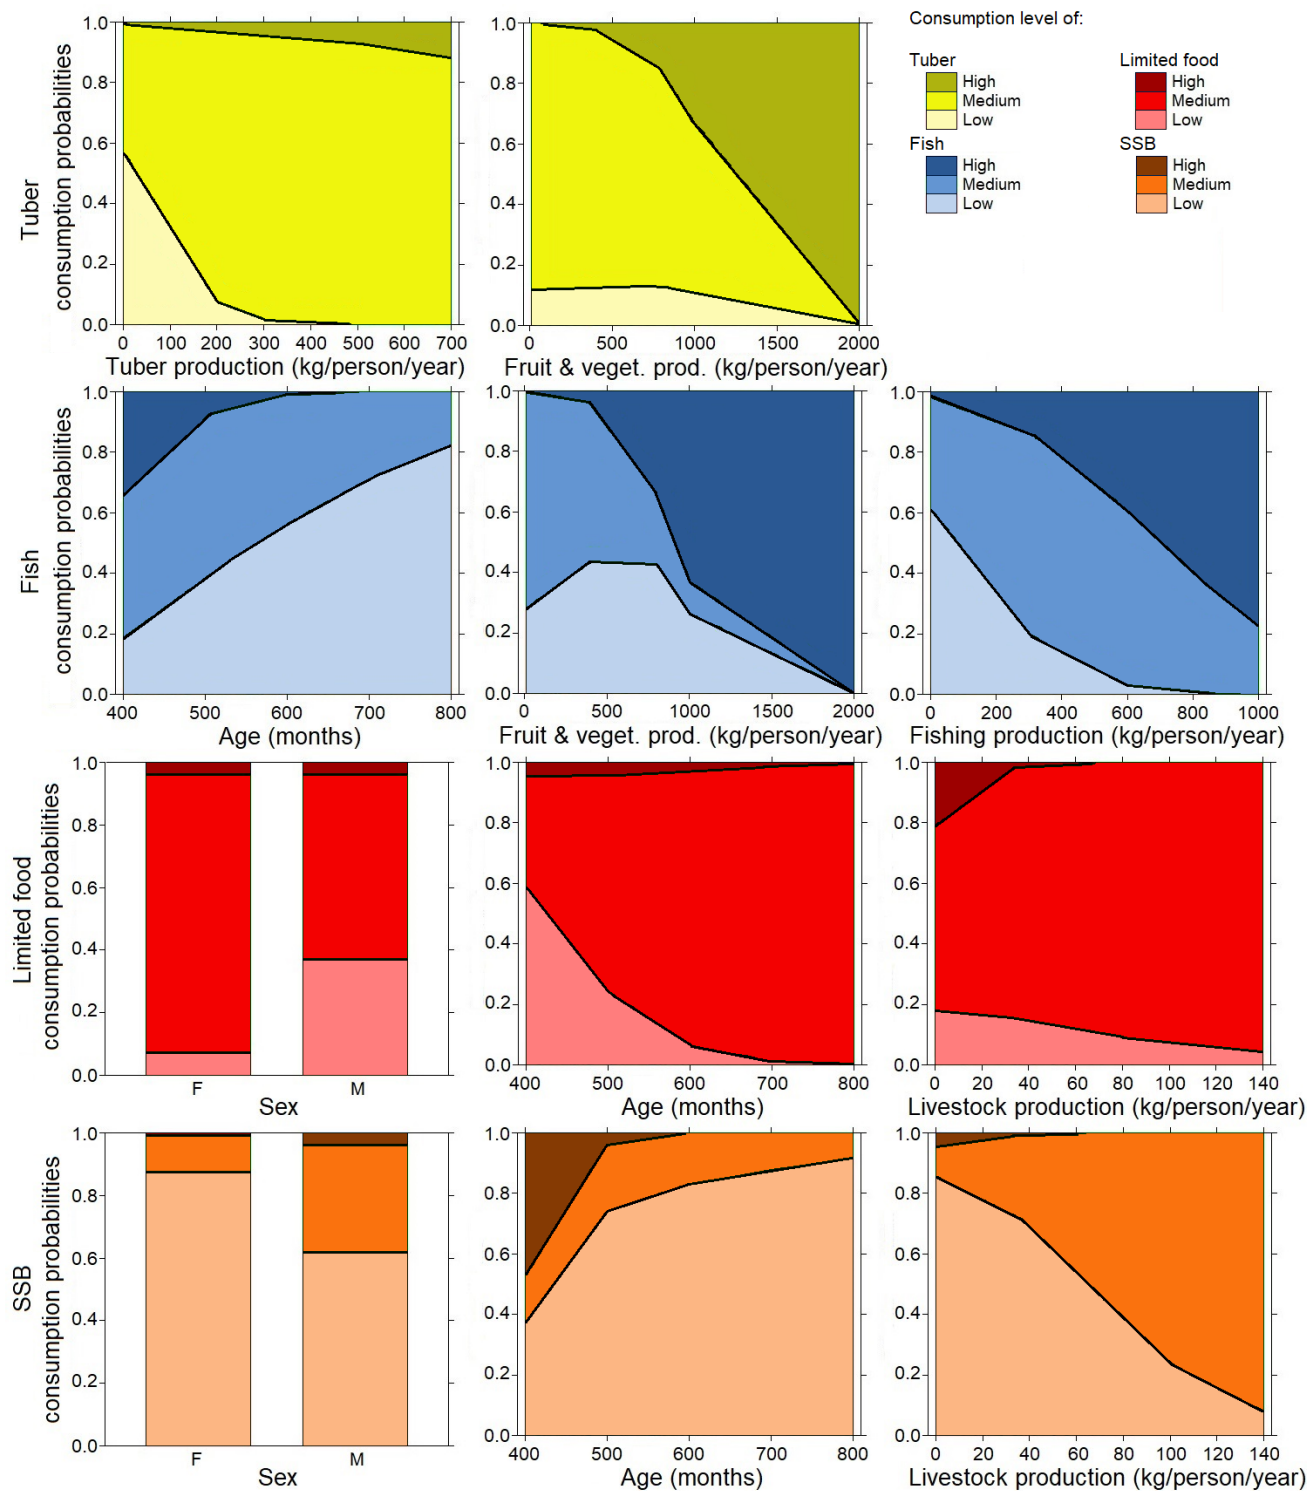 Consumption level of:
Tuber
High
Medium
Low
Limited food
High
Medium
Low
Fish
High
Medium
Low
SSB
High
Medium
Low
Tuber
consumption probabilities
1.0
0.8
0.6
0.4
0.2
0.0
0 100 200 300 400 500 600 700
Tuber production (kg/person/year)
1.0
0.8
0.6
0.4
0.2
0.0
0 500 1000 1500 2000
Fruit & veget. prod. (kg/person/year)
Fish
consumption probabilities
1.0
0.8
0.6
0.4
0.2
0.0
400 500 600 700 800
Age (months)
1.0
0.8
0.6
0.4
0.2
0.0
0 500 1000 1500 2000
Fruit & veget. prod. (kg/person/year)
1.0
0.8
0.6
0.4
0.2
0.0
0 200 400 600 800 1000
Fishing production (kg/person/year)
Limited food
consumption probabilities
1.0
0.8
0.6
0.4
0.2
0.0
F M
Sex
1.0
0.8
0.6
0.4
0.2
0.0
400 500 600 700 800
Age (months)
1.0
0.8
0.6
0.4
0.2
0.0
0 20 40 60 80 100 120 140
Livestock production (kg/person/year)
SSB
consumption probabilities
1.0
0.8
0.6
0.4
0.2
0.0
F M
Sex
1.0
0.8
0.6
0.4
0.2
0.0
400 500 600 700 800
Age (months)
1.0
0.8
0.6
0.4
0.2
0.0
0 20 40 60 80 100 120 140
Livestock production (kg/person/year)